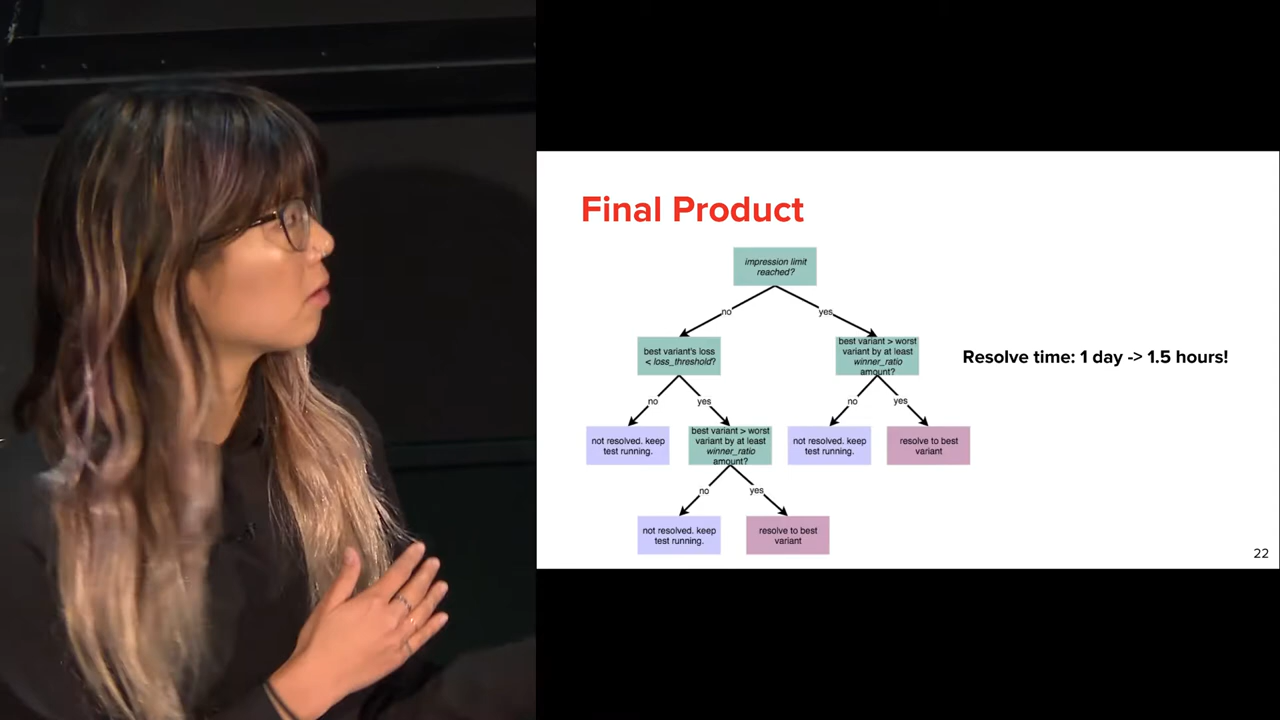 Final Product
impression limit
reached?
no
yes
best variant's loss
< loss_threshold?
best variant > worst
variant by at least
winner_ratio
amount?
Resolve time: 1 day -> 1.5 hours!
no
yes
no
yes
not resolved. keep
test running.
best variant > worst
variant by at least
winner_ratio
amount?
not resolved. keep
test running.
resolve to best
variant
no
yes
not resolved. keep
test running.
resolve to best
variant
22